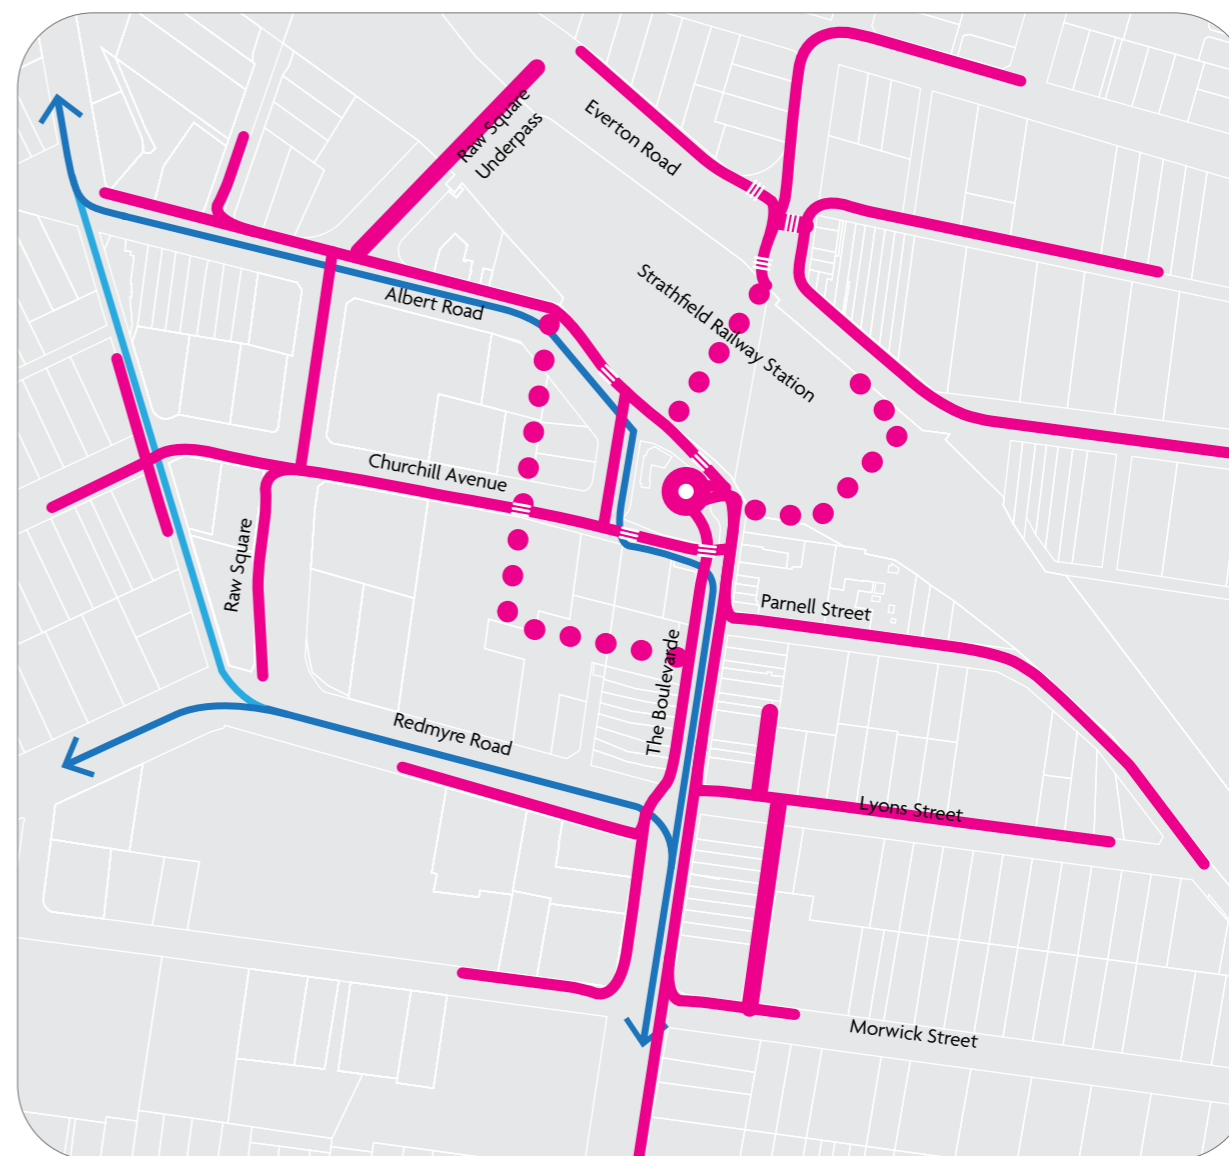 Raw Square
Underpass
Everton Road
Strathfield Railway Station
Albert Road
Churchill Avenue
Raw Square
Parnell Street
The Boulevarde
Redmyre Road
Lyons Street
Morwick Street